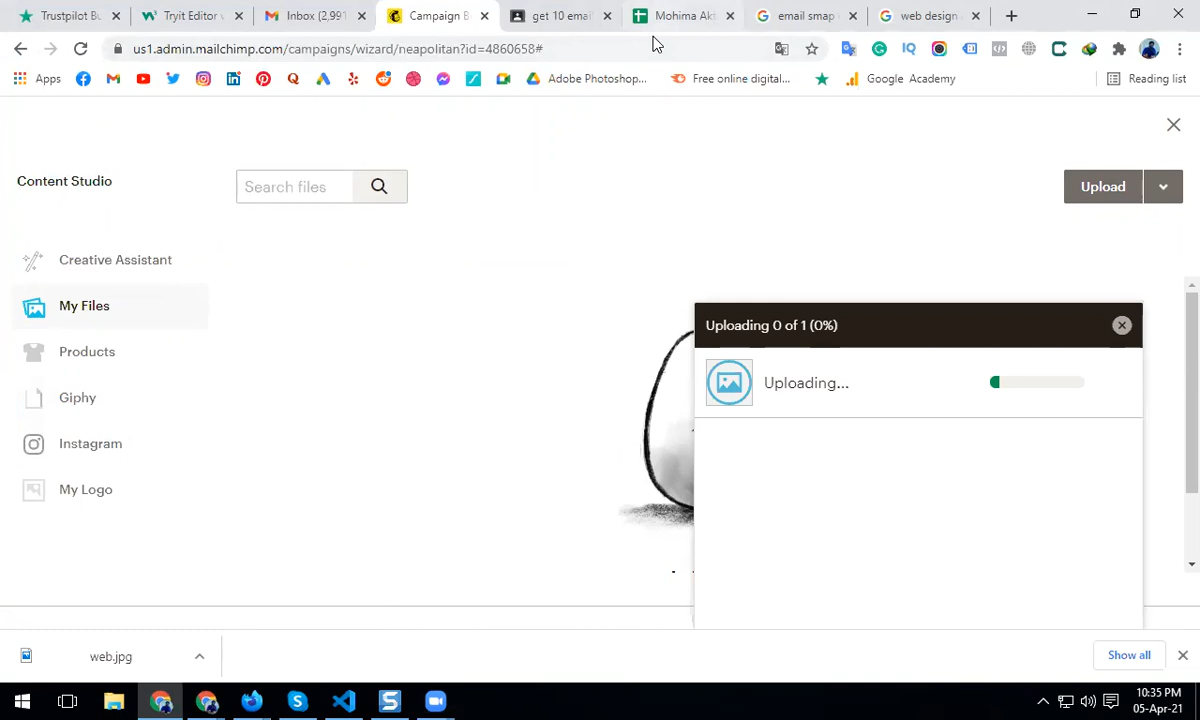 Trustpilot Bu
Tryit Editor v
Inbox (2,991
Campaign B
get 10 email
Mohima Akt
email smap
web design
us1.admin.mailchimp.com/campaigns/wizard/neapolitan?id=4860658#
Apps
Adobe Photoshop...
Free online digital...
Google Academy
Reading list
Content Studio
Search files
Upload
Creative Assistant
My Files
Products
Giphy
Instagram
My Logo
Uploading 0 of 1 (0%)
Uploading...
web.jpg
Show all
10:35 PM
05-Apr-21